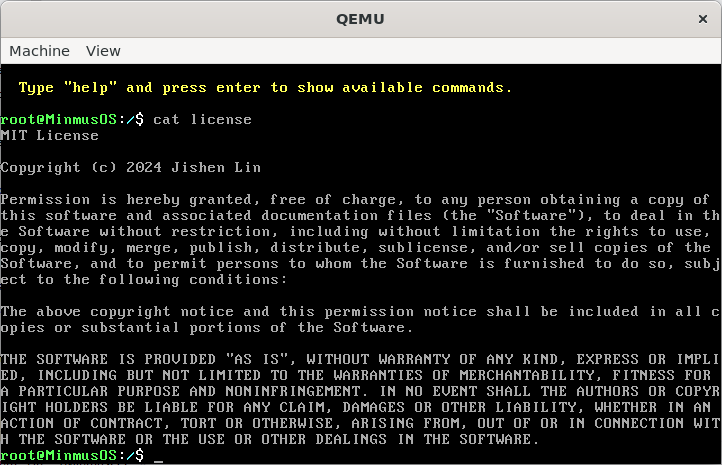 QEMU
Machine View
Type "help" and press enter to show available commands.
root@MinmusOS:/$ cat license
MIT License
Copyright (c) 2024 Jishen Lin
Permission is hereby granted, free of charge, to any person obtaining a copy of
this software and associated documentation files (the "Software"), to deal in th
e Software without restriction, including without limitation the rights to use,
copy, modify, merge, publish, distribute, sublicense, and/or sell copies of the
Software, and to permit persons to whom the Software is furnished to do so, subj
ect to the following conditions:
The above copyright notice and this permission notice shall be included in all c
opies or substantial portions of the Software.
THE SOFTWARE IS PROVIDED "AS IS", WITHOUT WARRANTY OF ANY KIND, EXPRESS OR IMPLI
ED, INCLUDING BUT NOT LIMITED TO THE WARRANTIES OF MERCHANTABILITY, FITNESS FOR
A PARTICULAR PURPOSE AND NONINFRINGEMENT. IN NO EVENT SHALL THE AUTHORS OR COPYR
IGHT HOLDERS BE LIABLE FOR ANY CLAIM, DAMAGES OR OTHER LIABILITY, WHETHER IN AN
ACTION OF CONTRACT, TORT OR OTHERWISE, ARISING FROM, OUT OF OR IN CONNECTION WIT
H THE SOFTWARE OR THE USE OR OTHER DEALINGS IN THE SOFTWARE.
root@MinmusOS:/$ _